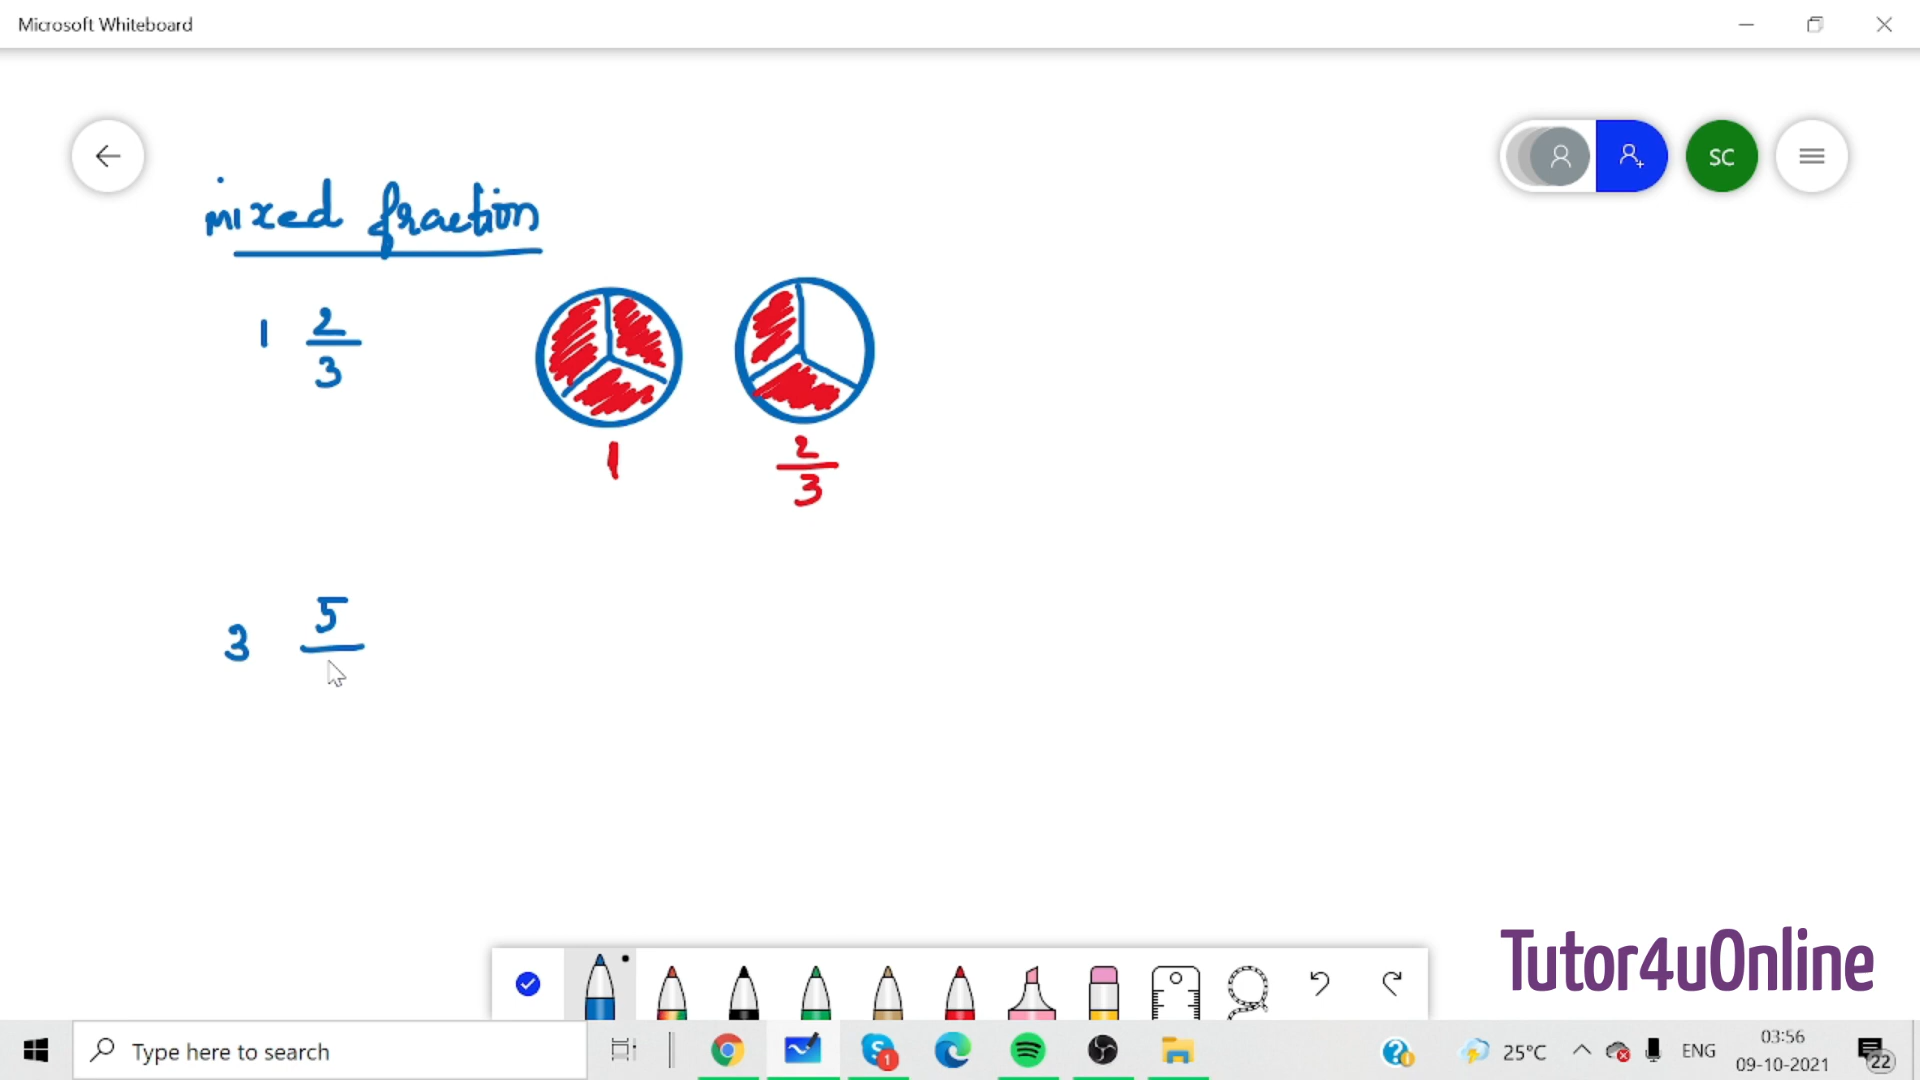 Microsoft Whiteboard
SC
mixed fraction
1 2/3
1
2/3
3 5/
Tutor4uOnline
Type here to search
1
25°C
ENG
03:56
09-10-2021
22